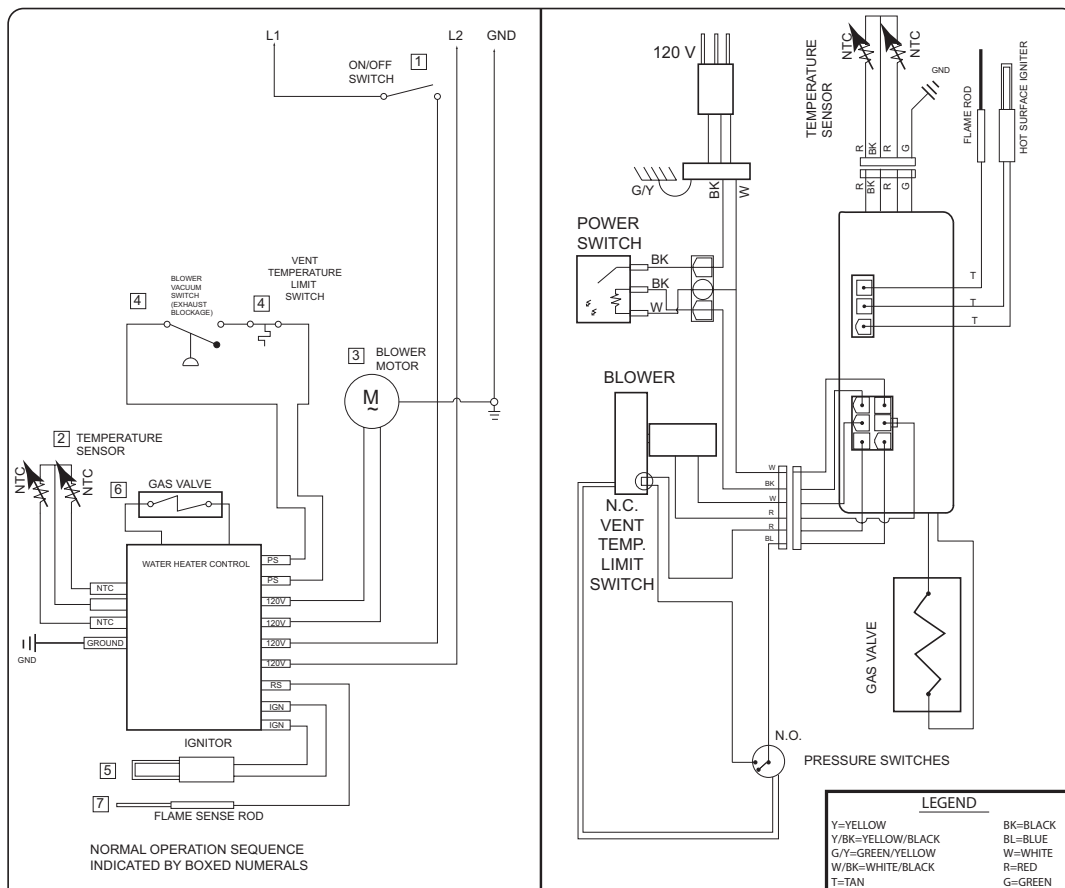 L1
L2
GND
ON/OFF
SWITCH
1
VENT
TEMPERATURE
LIMIT
SWITCH
BLOWER
VACUUM
SWITCH
(EXHAUST
BLOCKAGE)
4
4
3
BLOWER
MOTOR
M
~
2
TEMPERATURE
SENSOR
NTC
NTC
6
GAS VALVE
WATER HEATER CONTROL
NTC
NTC
GROUND
GND
PS
PS
120V
120V
120V
120V
RS
IGN
IGN
IGNITOR
5
7
FLAME SENSE ROD
NORMAL OPERATION SEQUENCE
INDICATED BY BOXED NUMERALS
120 V
G/Y
BK
W
POWER
SWITCH
BK
BK
W
BLOWER
N.C.
VENT
TEMP.
LIMIT
SWITCH
W
BK
W
R
R
BL
TEMPERATURE
SENSOR
NTC
NTC
GND
R
BK
R
G
R
BK
R
G
FLAME ROD
HOT SURFACE IGNITER
T
T
T
GAS VALVE
N.O.
PRESSURE SWITCHES
LEGEND
Y=YELLOW
Y/BK=YELLOW/BLACK
G/Y=GREEN/YELLOW
W/BK=WHITE/BLACK
T=TAN
BK=BLACK
BL=BLUE
W=WHITE
R=RED
G=GREEN